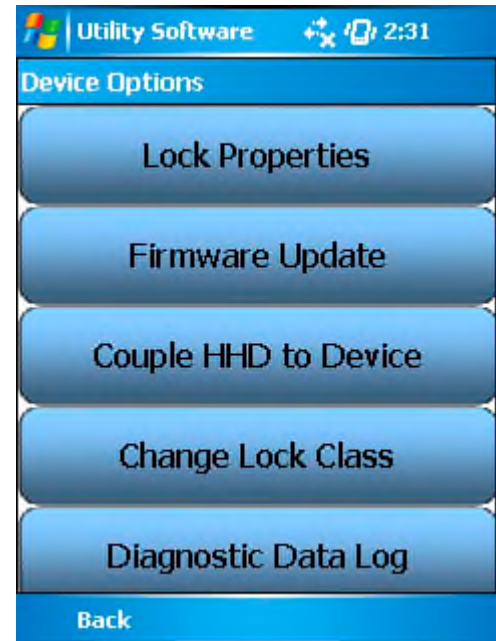 Utility Software 2:31
Device Options
Lock Properties
Firmware Update
Couple HHD to Device
Change Lock Class
Diagnostic Data Log
Back